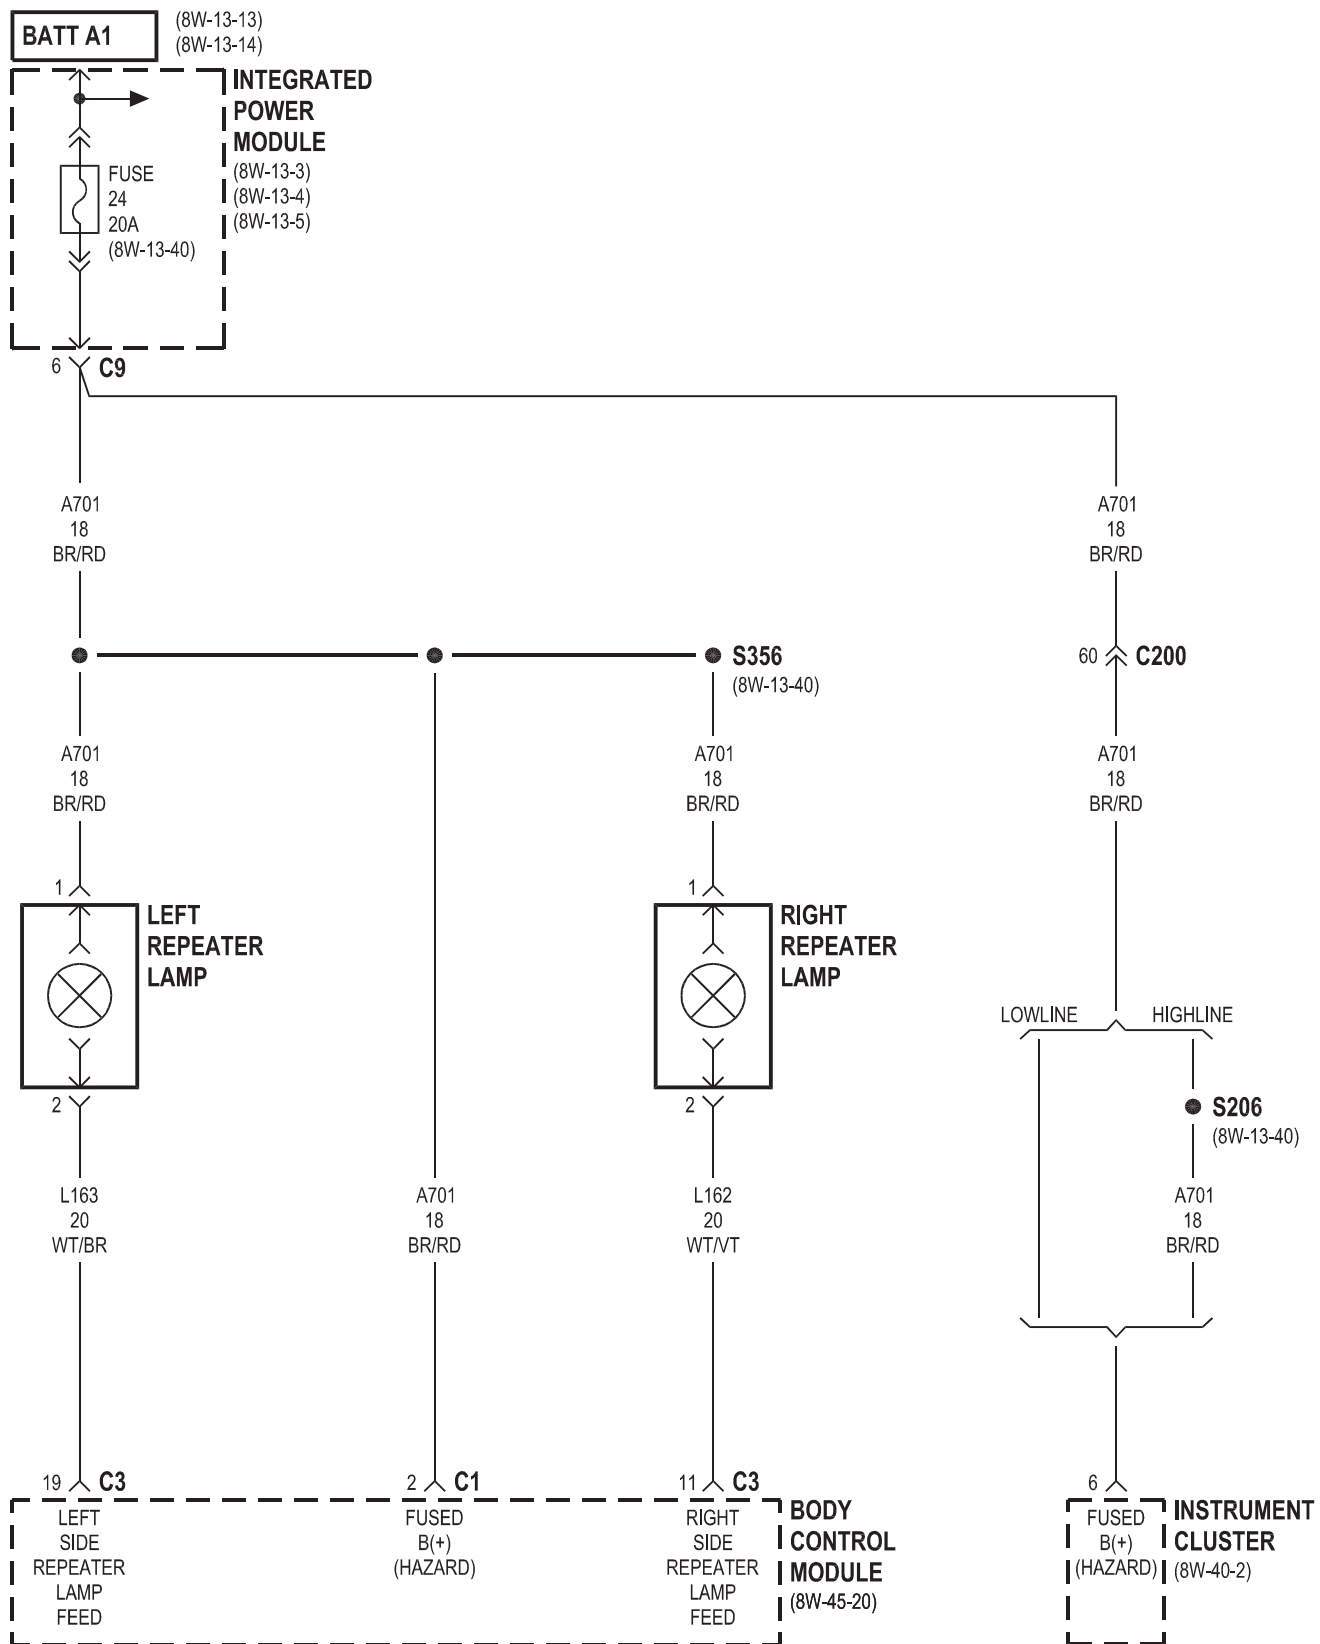 BATT A1
(8W-13-13)
(8W-13-14)
INTEGRATED
POWER
MODULE
(8W-13-3)
(8W-13-4)
(8W-13-5)
FUSE
24
20A
(8W-13-40)
6
C9
A701
18
BR/RD
A701
18
BR/RD
S356
(8W-13-40)
60
C200
A701
18
BR/RD
A701
18
BR/RD
A701
18
BR/RD
1
LEFT
REPEATER
LAMP
1
RIGHT
REPEATER
LAMP
LOWLINE
HIGHLINE
2
2
S206
(8W-13-40)
L163
20
WT/BR
A701
18
BR/RD
L162
20
WT/VT
A701
18
BR/RD
19
C3
2
C1
11
C3
6
LEFT
SIDE
REPEATER
LAMP
FEED
FUSED
B(+)
(HAZARD)
RIGHT
SIDE
REPEATER
LAMP
FEED
BODY
CONTROL
MODULE
(8W-45-20)
FUSED
B(+)
(HAZARD)
INSTRUMENT
CLUSTER
(8W-40-2)